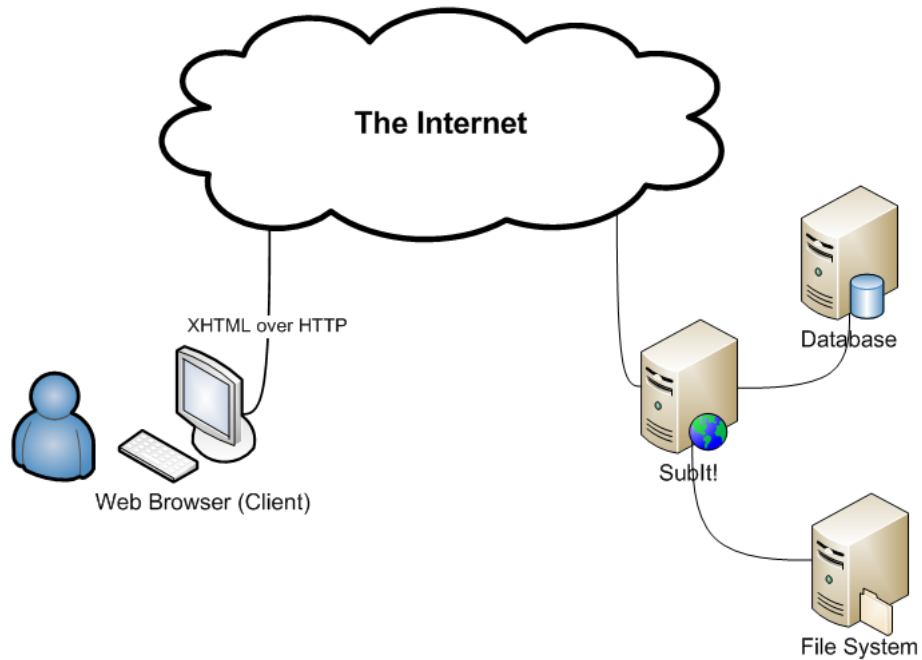 The Internet
XHTML over HTTP
Database
SubIt!
Web Browser (Client)
File System